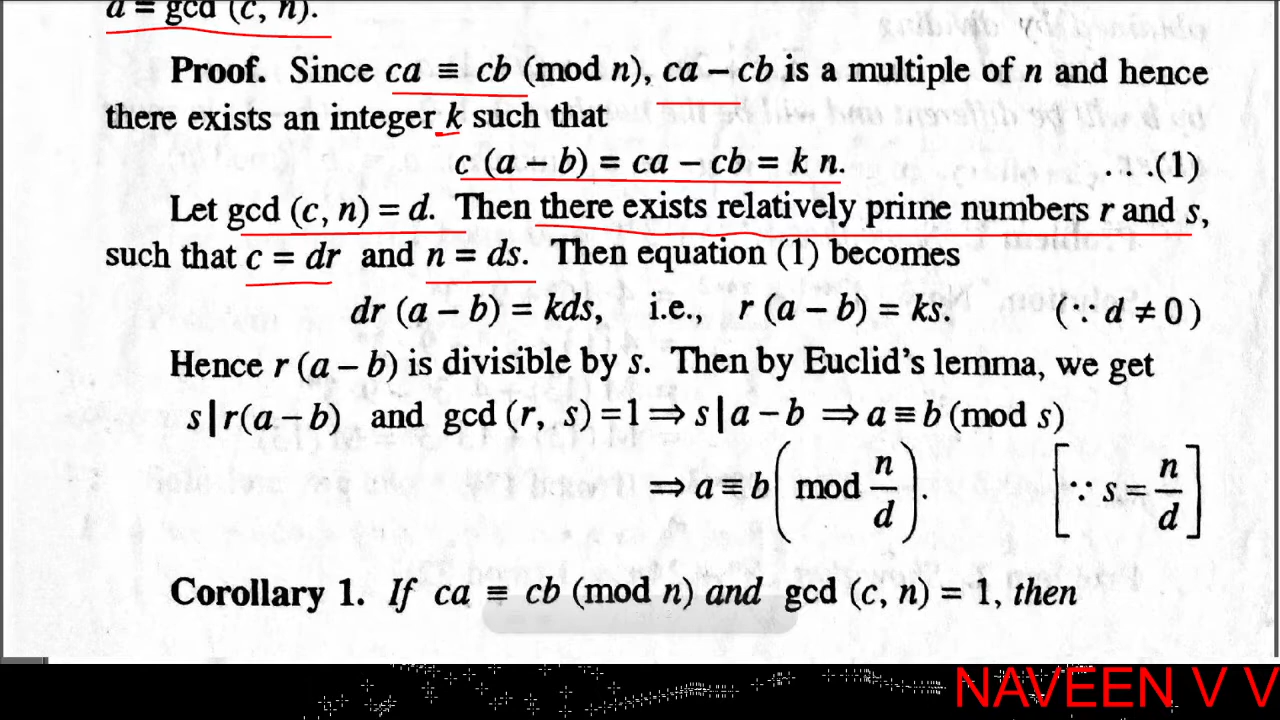 d = gcd (c, n).
Proof. Since ca ≡ cb (mod n), ca – cb is a multiple of n and hence
there exists an integer k such that
c (a – b) = ca – cb = k n. . . .(1)
Let gcd (c, n) = d. Then there exists relatively prime numbers r and s,
such that c = dr and n = ds. Then equation (1) becomes
dr (a – b) = kds, i.e., r (a – b) = ks. (∵ d ≠ 0)
Hence r (a – b) is divisible by s. Then by Euclid's lemma, we get
s|r(a – b) and gcd (r, s) =1⇒ s|a – b ⇒ a ≡ b (mod s)
⇒ a ≡ b (mod n/d). [∵ s = n/d]
Corollary 1. If ca ≡ cb (mod n) and gcd (c, n) = 1, then
NAVEEN V V